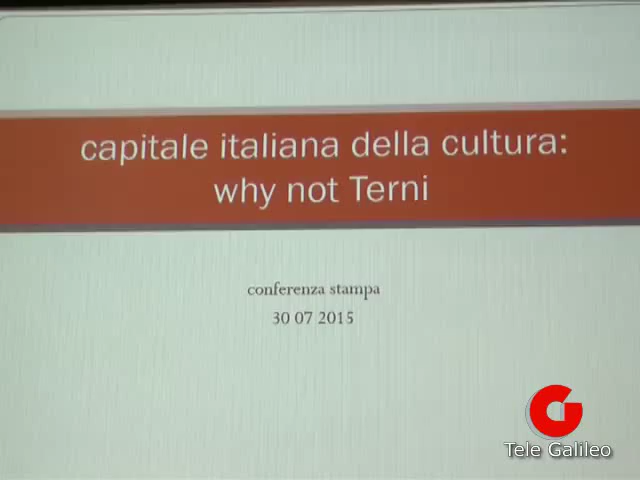 capitale italiana della cultura:
why not Terni
conferenza stampa
30 07 2015
Tele Galileo